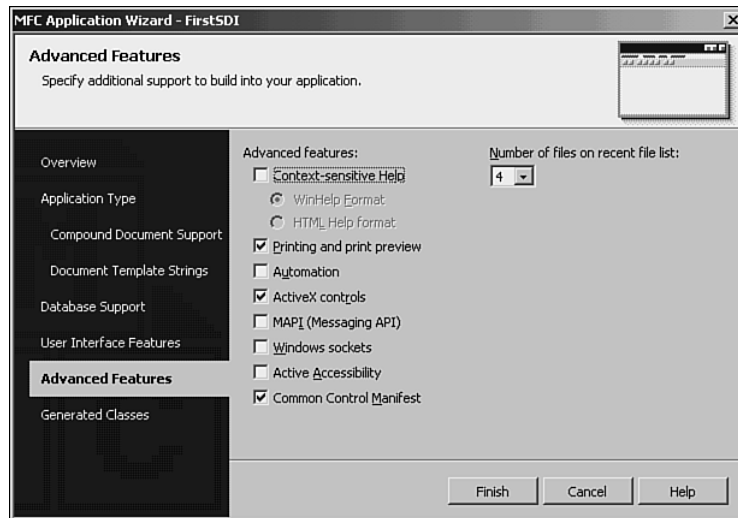 MFC Application Wizard - FirstSDI
Advanced Features
Specify additional support to build into your application.
Overview
Application Type
Compound Document Support
Document Template Strings
Database Support
User Interface Features
Advanced Features
Generated Classes
Advanced features:
Context-sensitive Help
WinHelp Format
HTML Help format
Printing and print preview
Automation
ActiveX controls
MAPI (Messaging API)
Windows sockets
Active Accessibility
Common Control Manifest
Number of files on recent file list:
4
Finish Cancel Help